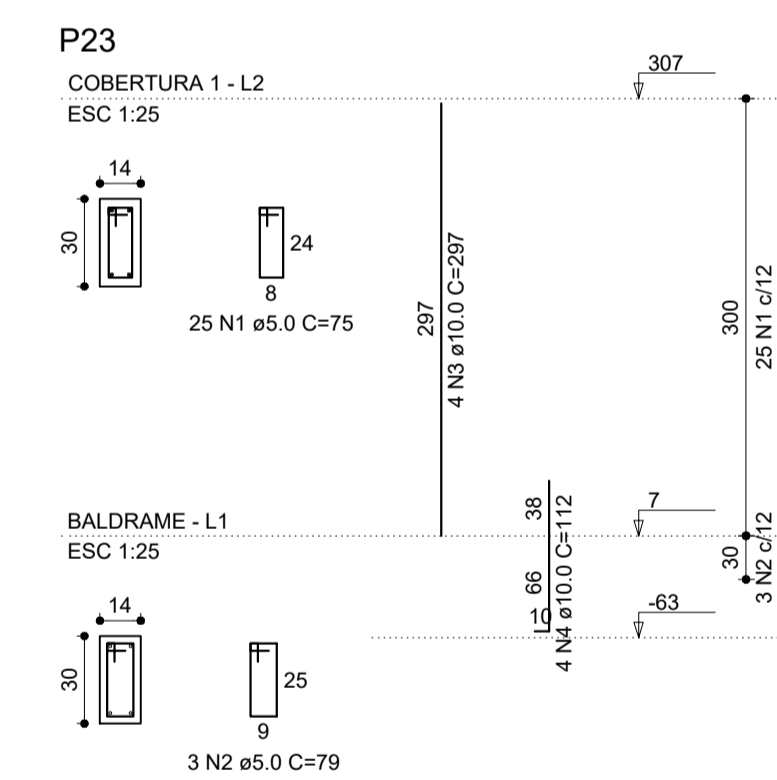 P23
COBERTURA 1 - L2
ESC 1:25
307
14
30
24
8
25 N1 ø5.0 C=75
297
4 N3 ø10.0 C=297
300
25 N1 c/12
BALDRAME - L1
ESC 1:25
7
38
66
10
4 N4 ø10.0 C=112
30
3 N2 c/12
-63
14
30
25
9
3 N2 ø5.0 C=79